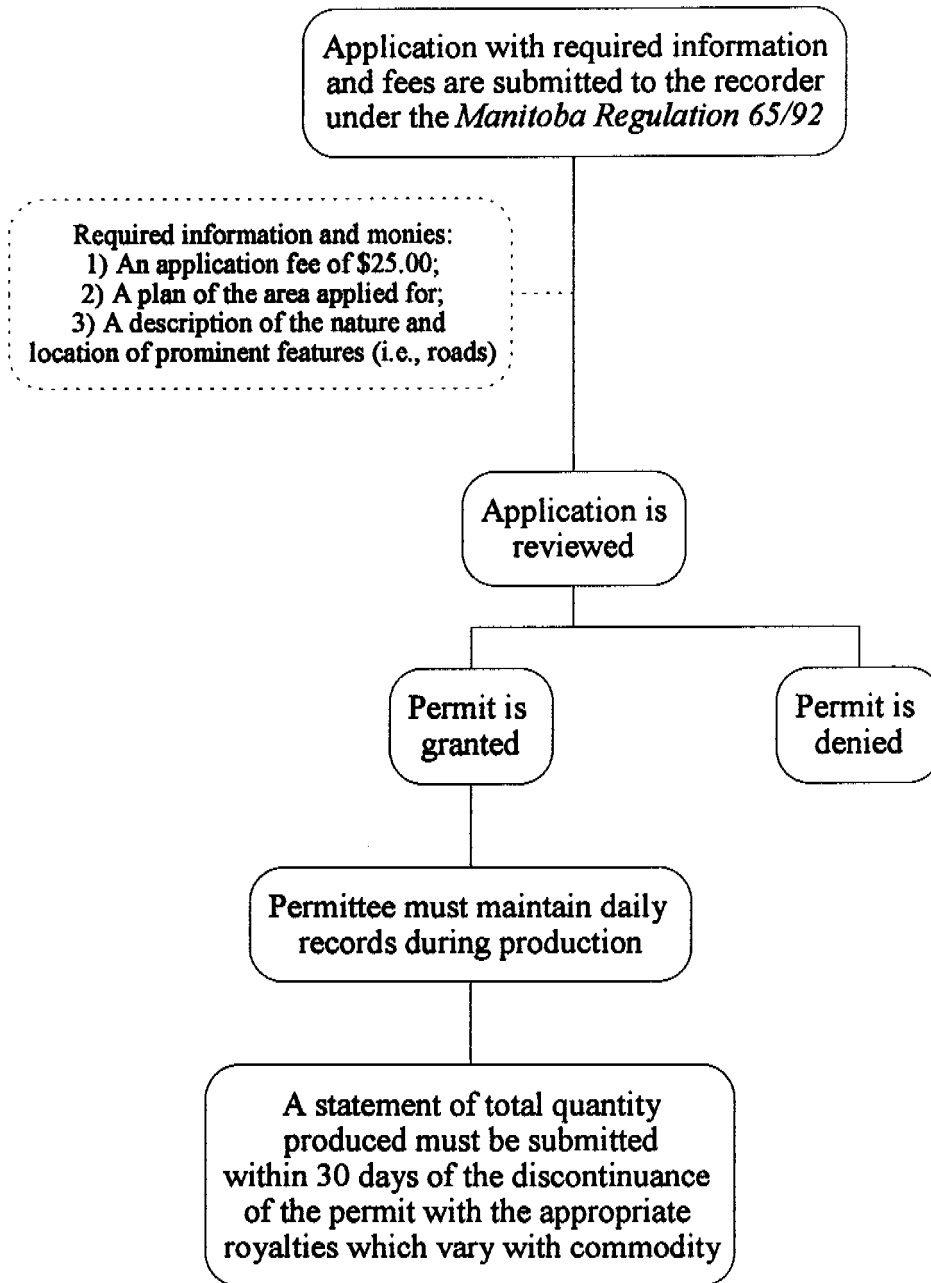 Application with required information
and fees are submitted to the recorder
under the Manitoba Regulation 65/92
Required information and monies:
1) An application fee of $25.00;
2) A plan of the area applied for;
3) A description of the nature and
location of prominent features (i.e., roads)
Application is
reviewed
Permit is
granted
Permit is
denied
Permittee must maintain daily
records during production
A statement of total quantity
produced must be submitted
within 30 days of the discontinuance
of the permit with the appropriate
royalties which vary with commodity